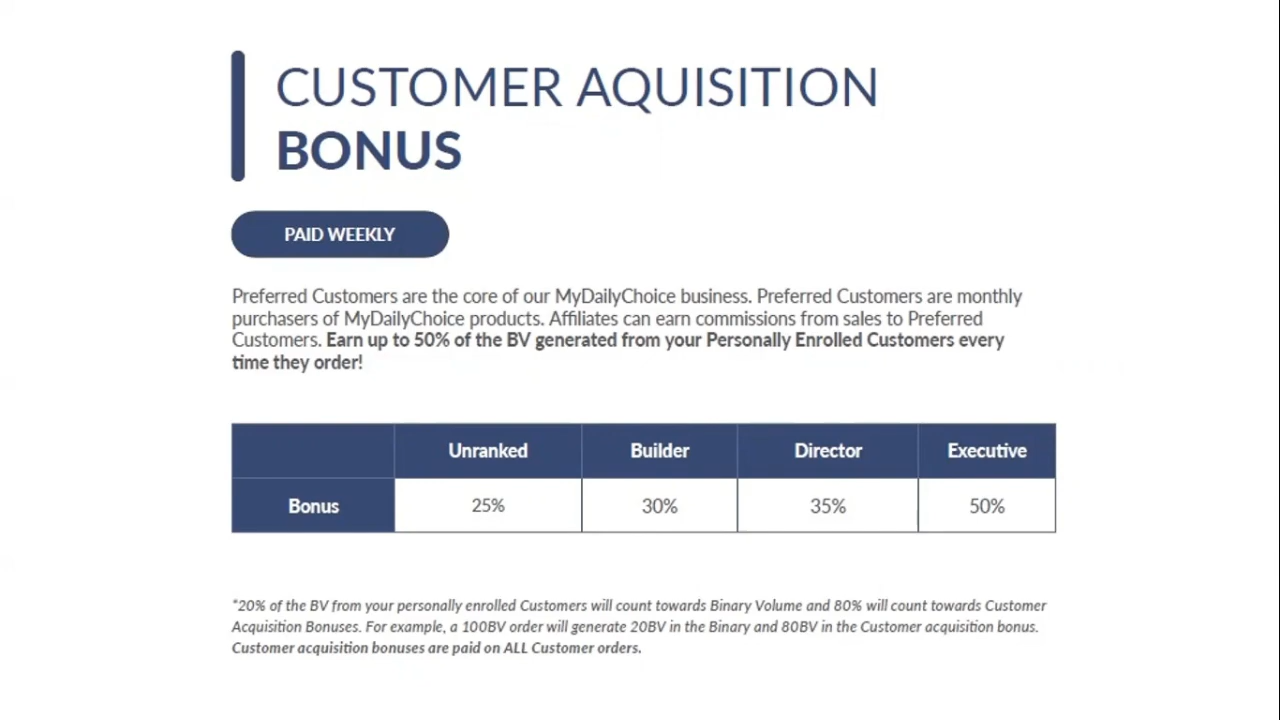 CUSTOMER AQUISITION
BONUS
PAID WEEKLY
Preferred Customers are the core of our MyDailyChoice business. Preferred Customers are monthly
purchasers of MyDailyChoice products. Affiliates can earn commissions from sales to Preferred
Customers. Earn up to 50% of the BV generated from your Personally Enrolled Customers every
time they order!
Unranked Builder Director Executive
Bonus 25% 30% 35% 50%
*20% of the BV from your personally enrolled Customers will count towards Binary Volume and 80% will count towards Customer
Acquisition Bonuses. For example, a 100BV order will generate 20BV in the Binary and 80BV in the Customer acquisition bonus.
Customer acquisition bonuses are paid on ALL Customer orders.